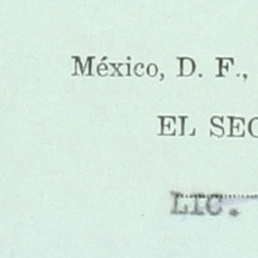 México, D. F.,
EL SEC
LIC.